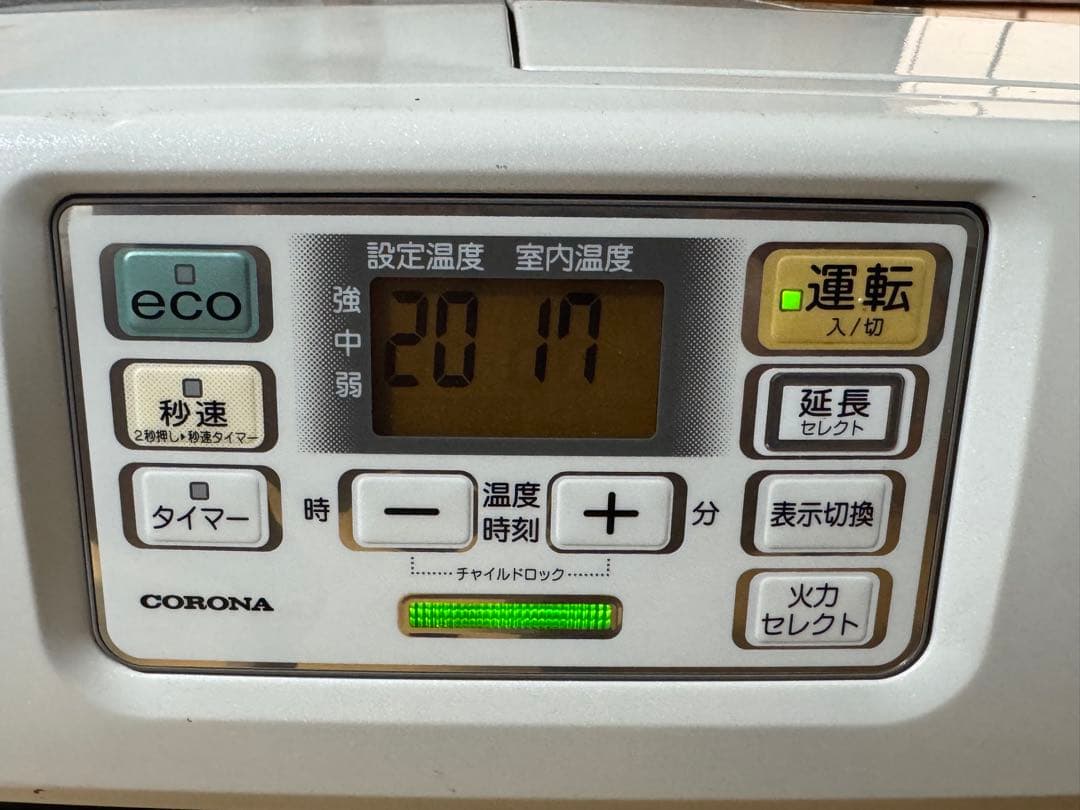 設定温度 室内温度
強
中
弱
20 17
eco
秒速
2秒押し▶秒速タイマー
タイマー
時
－
温度
時刻
＋
分
チャイルドロック
CORONA
運転
入/切
延長
セレクト
表示切換
火力
セレクト